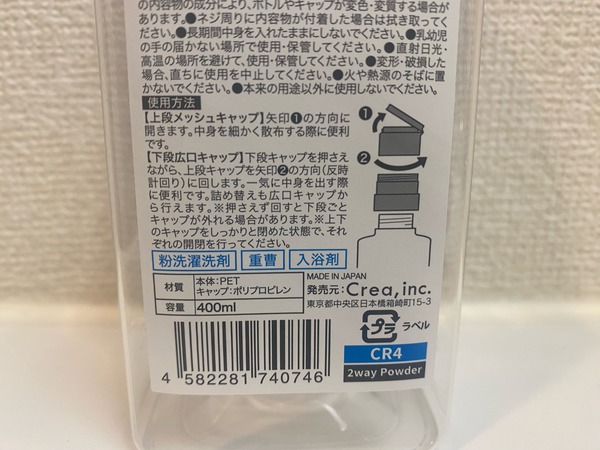 の内容物の成分により、ボトルやキャップが変色・変質する場合が
あります。●ネジ周りに内容物が付着した場合は拭き取ってく
ださい。●長期間中身を入れたままにしないでください。●乳幼児
の手の届かない場所で使用・保管してください。●直射日光・
高温の場所を避けて、使用・保管してください。●変形・破損した
場合、直ちに使用を中止してください。●火や熱源のそばに置
かないでください。●本来の用途以外に使用しないでください。
使用方法
【上段メッシュキャップ】矢印❶の方向に
開きます。中身を細かく散布する際に便利
です。
【下段広口キャップ】下段キャップを押さえ
ながら、上段キャップを矢印❷の方向(反時
計回り)に回します。一気に中身を出す際
に便利です。詰め替えも広口キャップから
行えます。※押さえず回すと下段ごと
キャップが外れる場合があります。※上下
のキャップをしっかりと閉めた状態で、それ
ぞれの開閉を行ってください。
❶
❷
粉洗濯洗剤 重曹 入浴剤
材質 本体:PET
キャップ:ポリプロピレン
容量 400ml
MADE IN JAPAN
発売元:Crea,inc.
東京都中央区日本橋箱崎町15-3
プラ ラベル
CR4
2way Powder
4 582281 740746